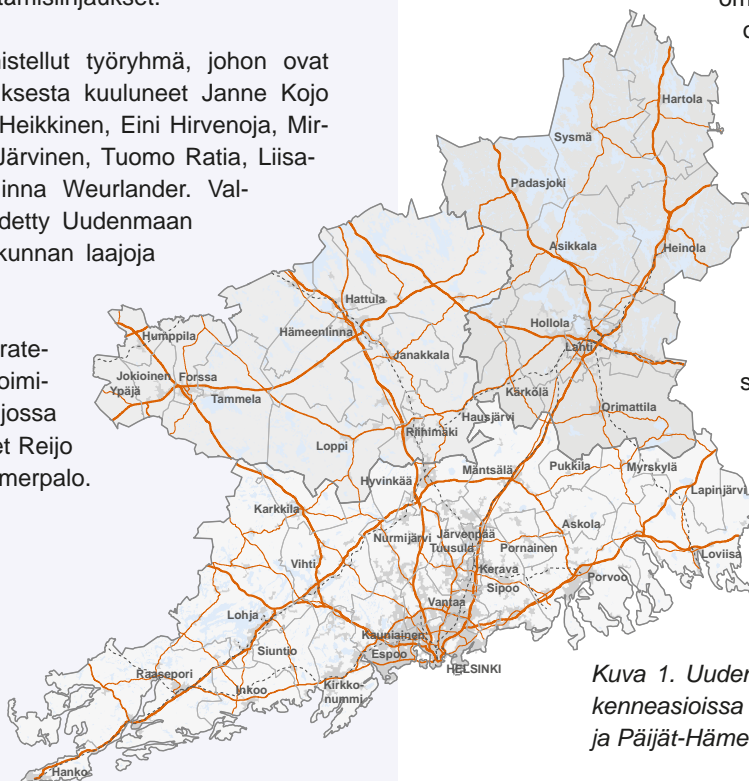 mistellut työryhmä, johon ovat
ksesta kuuluneet Janne Kojo
Heikkinen, Eini Hirvenoja, Mir-
Järvinen, Tuomo Ratia, Liisa-
inna Weurlander. Val-
detty Uudenmaan
kunnan laajoja
rate-
oimi-
jossa
et Reijo
merpalo.
om
s
Hartola
Sysmä
Padasjoki
Asikkala
Heinola
Hattula
Hämeenlinna
Hollola
Humppila
Janakkala
Lahti
Jokioinen
Forssa
Ypäjä
Tammela
Kärkölä
Hausjärvi
Orimattila
Riihimäki
Loppi
Hyvinkää
Mäntsälä
Pukkila
Myrskylä
Lapinjärvi
Karkkila
Askola
Nurmijärvi
Järvenpää
Tuusula
Pornainen
Loviisa
Vihti
Kerava
Sipoo
Porvoo
Vantaa
Lohja
Kauniainen
Espoo
Siuntio
HELSINKI
Raasepori
Inkoo
Kirkko-
nummi
Hanko
Kuva 1. Uuden
kenneasioissa
ja Päijät-Häme